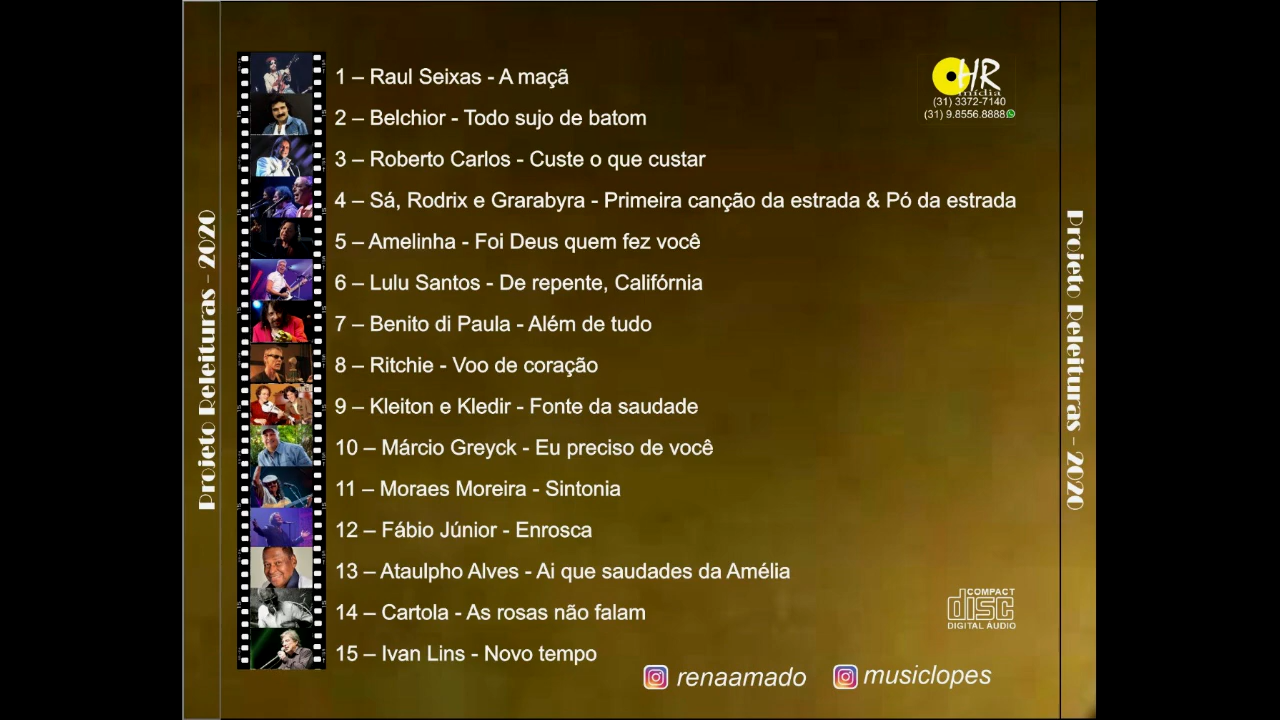 Projeto Releituras - 2020
1 – Raul Seixas - A maçã
2 – Belchior - Todo sujo de batom
3 – Roberto Carlos - Custe o que custar
4 – Sá, Rodrix e Grarabyra - Primeira canção da estrada & Pó da estrada
5 – Amelinha - Foi Deus quem fez você
6 – Lulu Santos - De repente, Califórnia
7 – Benito di Paula - Além de tudo
8 – Ritchie - Voo de coração
9 – Kleiton e Kledir - Fonte da saudade
10 – Márcio Greyck - Eu preciso de você
11 – Moraes Moreira - Sintonia
12 – Fábio Júnior - Enrosca
13 – Ataulpho Alves - Ai que saudades da Amélia
14 – Cartola - As rosas não falam
15 – Ivan Lins - Novo tempo
HR
mídia
(31) 3372-7140
(31) 9.8556.8888
COMPACT
disc
DIGITAL AUDIO
renaamado
musiclopes
Projeto Releituras - 2020